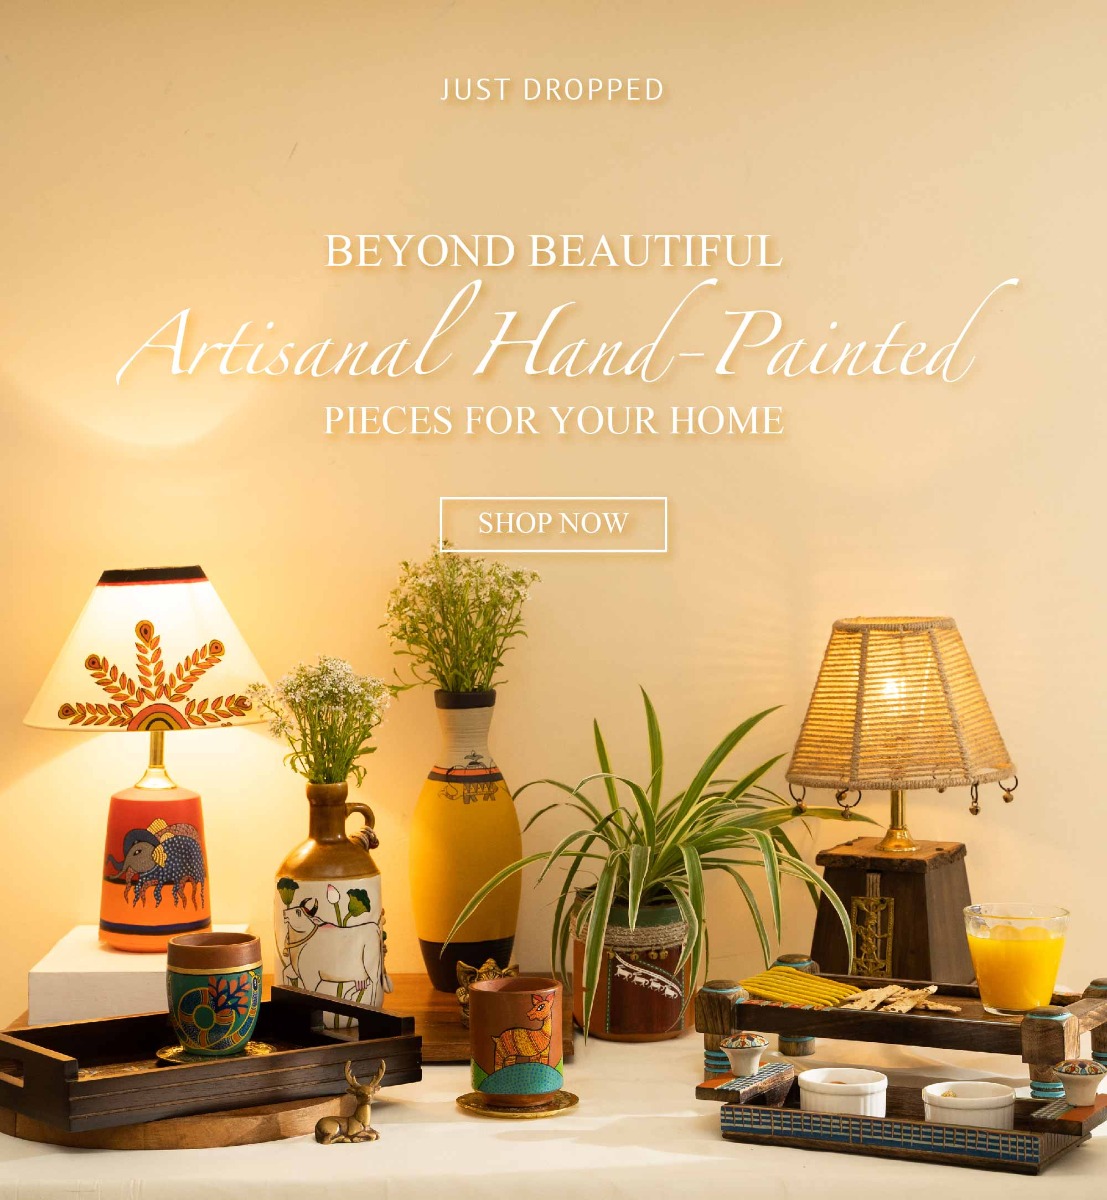 JUST DROPPED
BEYOND BEAUTIFUL
Artisanal Hand-Painted
PIECES FOR YOUR HOME
SHOP NOW